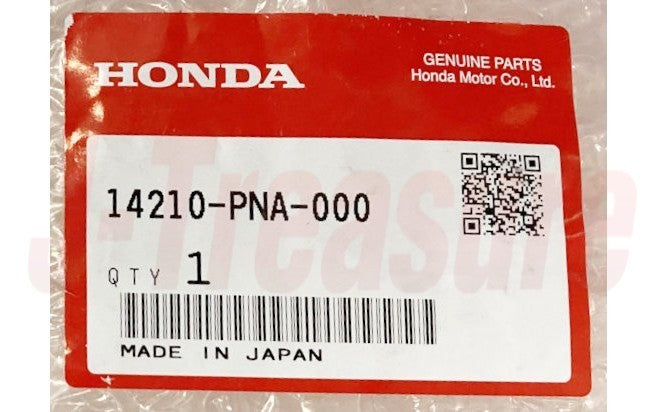 HONDA
GENUINE PARTS
Honda Motor Co., Ltd.
14210-PNA-000
QTY 1
MADE IN JAPAN
J-Treasure